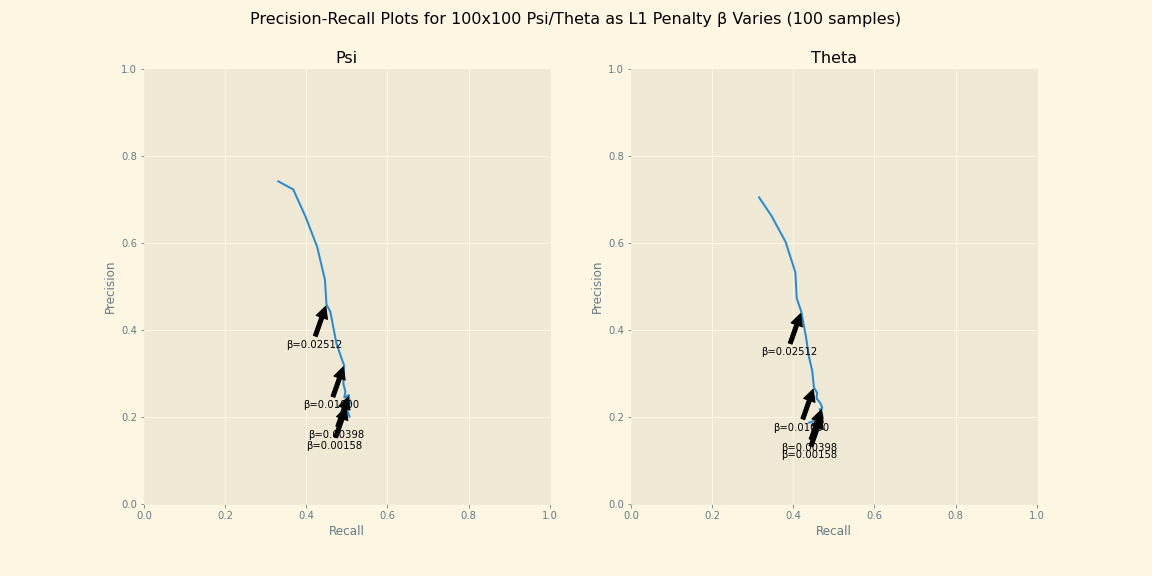 Precision-Recall Plots for 100x100 Psi/Theta as L1 Penalty β Varies (100 samples)
Psi
1.0
0.8
0.6
0.4
0.2
0.0
Precision
β=0.02512
β=0.01000
β=0.00398
β=0.00158
0.0 0.2 0.4 0.6 0.8 1.0
Recall
Theta
1.0
0.8
0.6
0.4
0.2
0.0
Precision
β=0.02512
β=0.01000
β=0.00398
β=0.00158
0.0 0.2 0.4 0.6 0.8 1.0
Recall